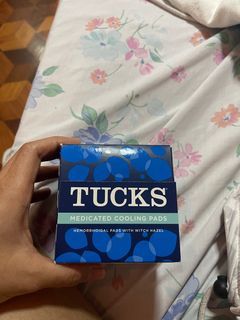 TUCKS
MEDICATED COOLING PADS
HEMORRHOIDAL PADS WITH WITCH HAZEL